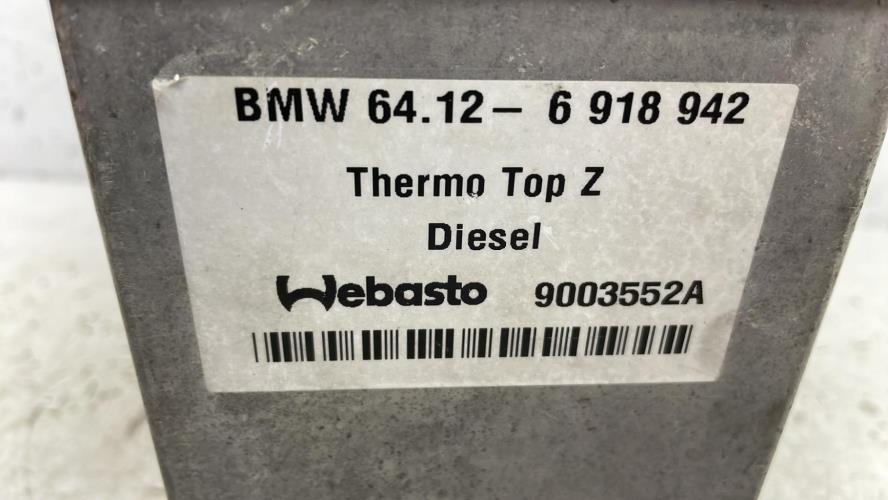 BMW 64.12– 6 918 942
Thermo Top Z
Diesel
Webasto 9003552A